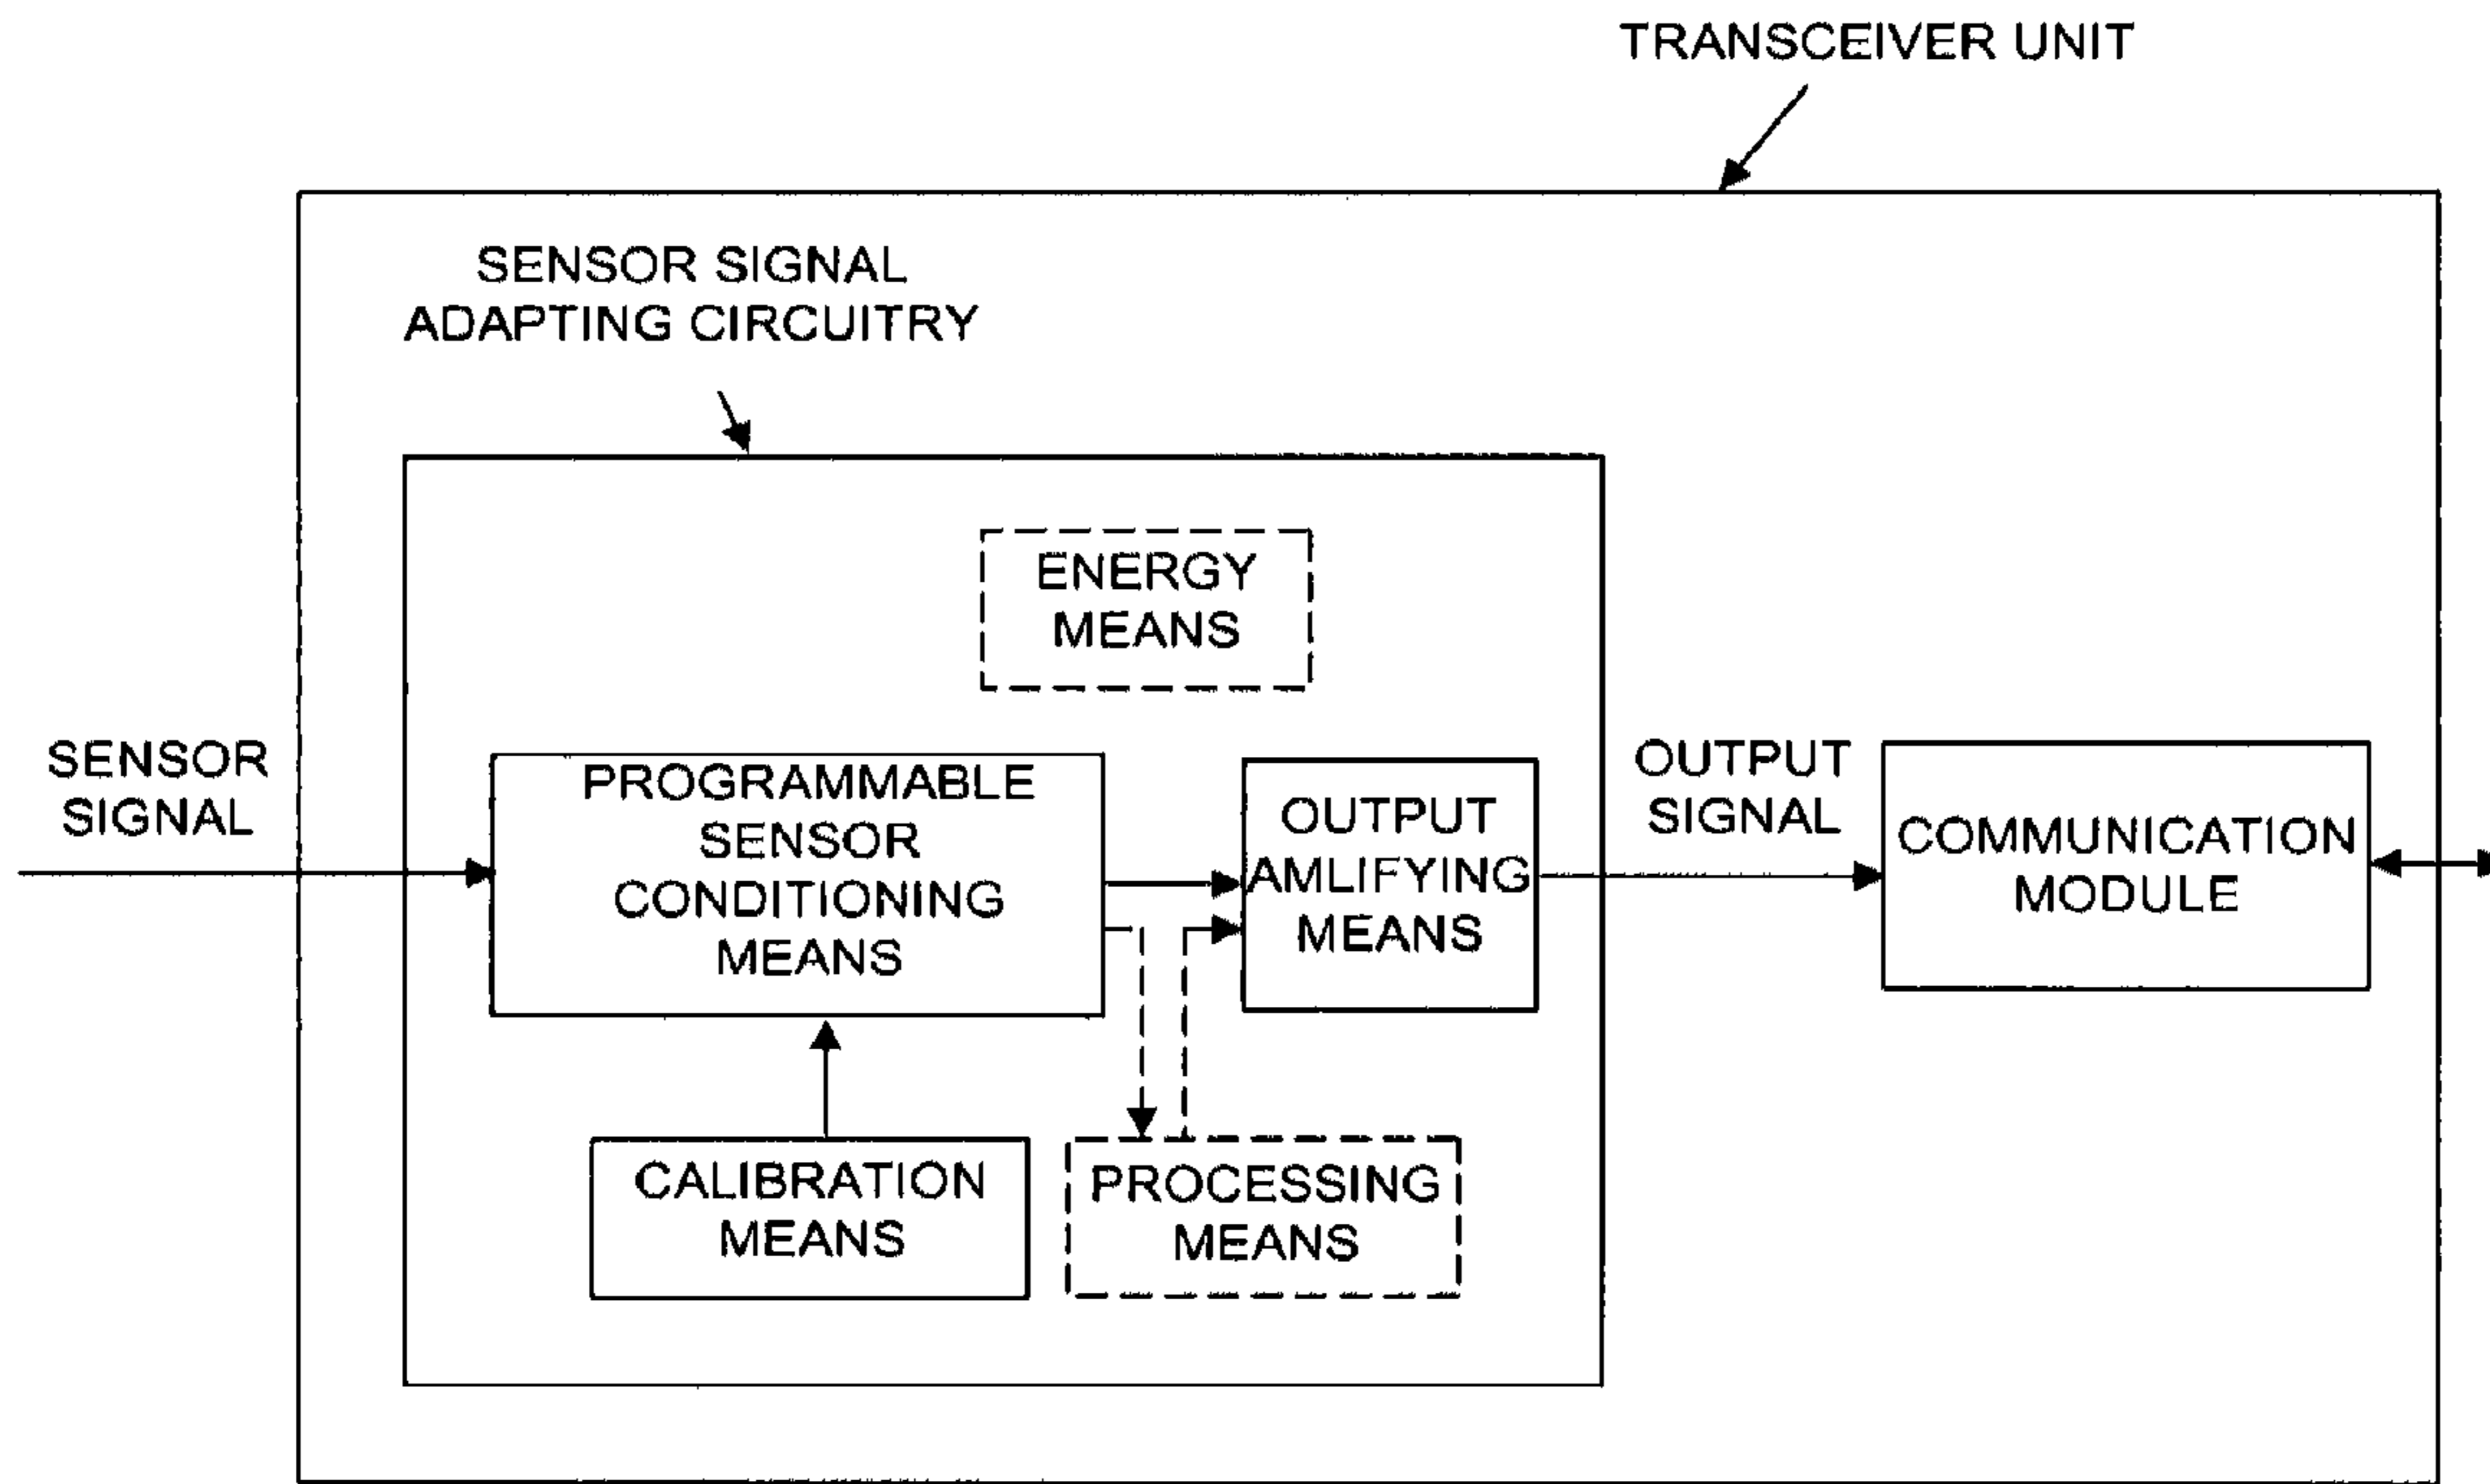 TRANSCEIVER UNIT
SENSOR SIGNAL
ADAPTING CIRCUITRY
ENERGY
MEANS
SENSOR
SIGNAL
PROGRAMMABLE
SENSOR
CONDITIONING
MEANS
OUTPUT
AMLIFYING
MEANS
OUTPUT
SIGNAL
COMMUNICATION
MODULE
CALIBRATION
MEANS
PROCESSING
MEANS